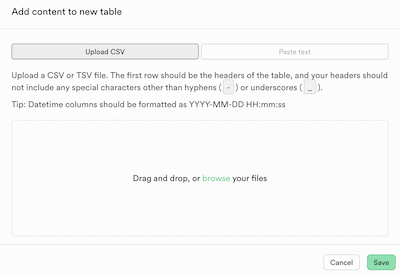 Add content to new table
Upload CSV
Paste text
Upload a CSV or TSV file. The first row should be the headers of the table, and your headers should
not include any special characters other than hyphens ( - ) or underscores ( _ ).
Tip: Datetime columns should be formatted as YYYY-MM-DD HH:mm:ss
Drag and drop, or browse your files
Cancel
Save